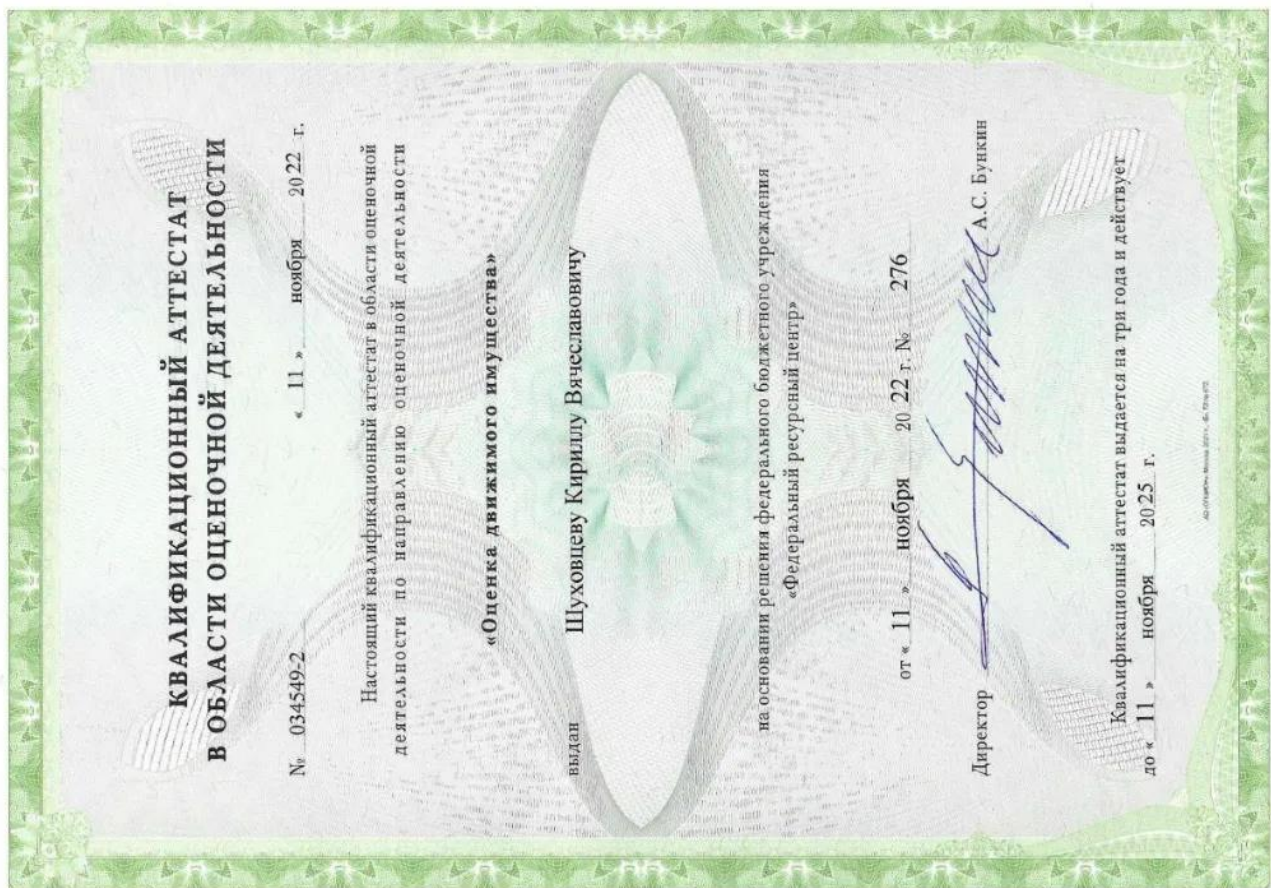 КВАЛИФИКАЦИОННЫЙ АТТЕСТАТ
В ОБЛАСТИ ОЦЕНОЧНОЙ ДЕЯТЕЛЬНОСТИ
№ 034549-2 « 11 » ноября 2022 г.
Настоящий квалификационный аттестат в области оценочной
деятельности по направлению оценочной деятельности
«Оценка движимого имущества»
выдан Шуховцеву Кириллу Вячеславовичу
на основании решения федерального бюджетного учреждения
«Федеральный ресурсный центр»
от « 11 » ноября 20 22 г. № 276
Директор А.С. Бункин
Квалификационный аттестат выдается на три года и действует
до « 11 » ноября 2025 г.